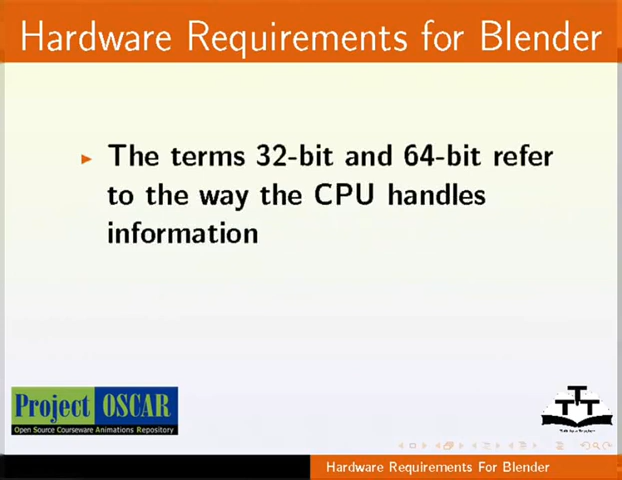 Hardware Requirements for Blender
The terms 32-bit and 64-bit refer
to the way the CPU handles
information
Project OSCAR
Open Source Courseware Animations Repository
TTT
Hardware Requirements For Blender